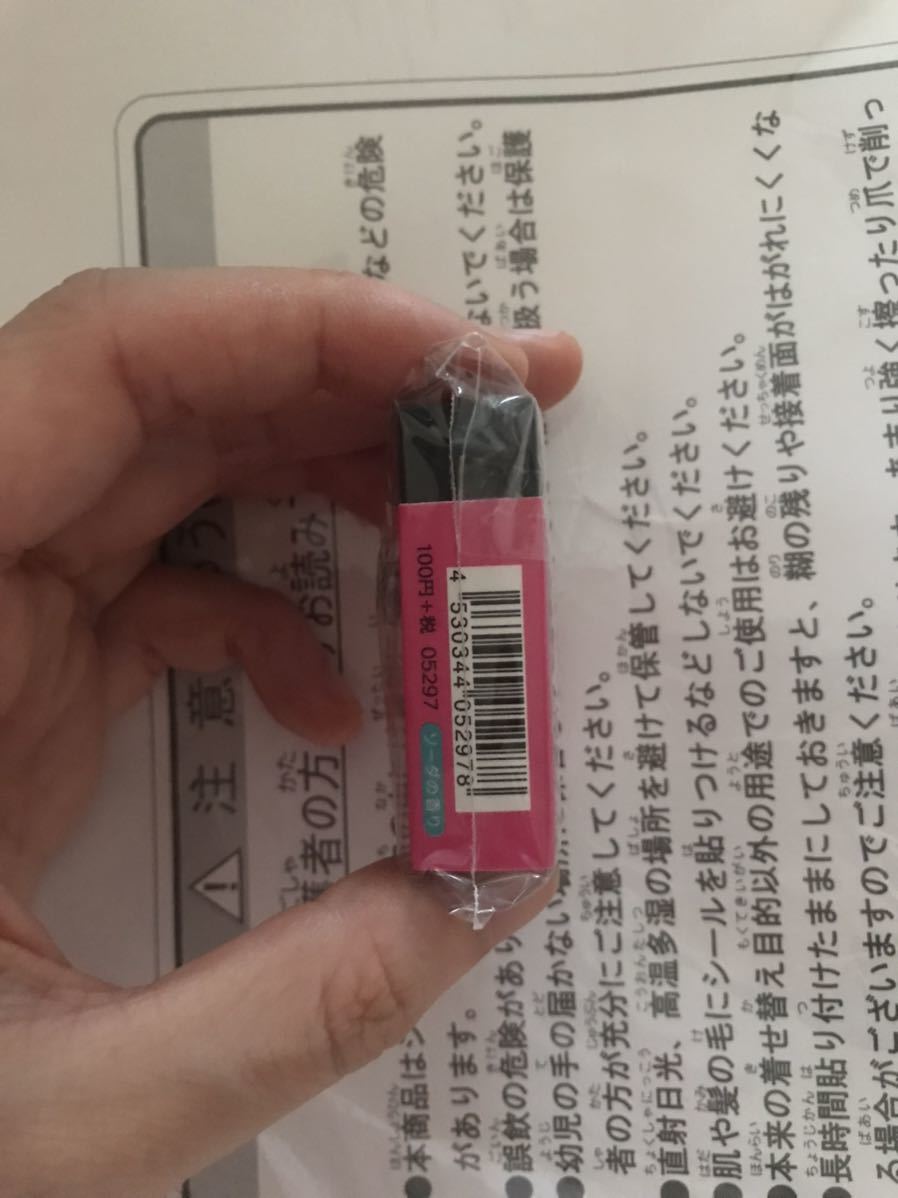 100円+税 05297 ソーダの香り
4 530344 052978
注意
護者の方
お読み
などの危険
本商品はシ
があります。
誤飲の危険があり
ないでください。
幼児の手の届かない場所
扱う場合は保護
者の方が充分にご注意してください。
直射日光、高温多湿の場所を避けて保管してください。
肌や髪の毛にシールを貼りつけるなどしないでください。
本来の着せ替え目的以外の用途でのご使用はお避けください。
長時間貼り付けたままにしておきますと、糊の残りや接着面がはがれにくくな
る場合がございますのでご注意ください。
強く擦ったり爪で削っ